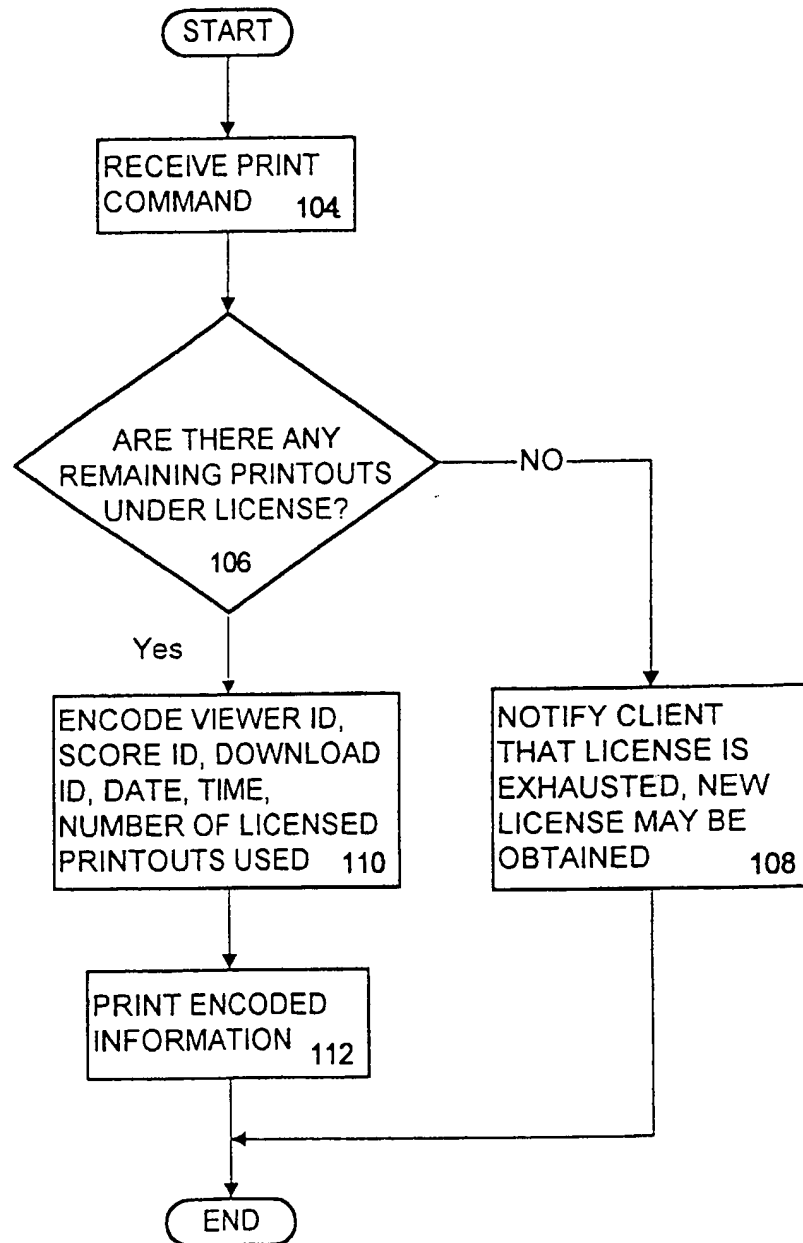 START
RECEIVE PRINT
COMMAND 104
ARE THERE ANY
REMAINING PRINTOUTS
UNDER LICENSE?
106
NO
Yes
ENCODE VIEWER ID,
SCORE ID, DOWNLOAD
ID, DATE, TIME,
NUMBER OF LICENSED
PRINTOUTS USED 110
NOTIFY CLIENT
THAT LICENSE IS
EXHAUSTED, NEW
LICENSE MAY BE
OBTAINED 108
PRINT ENCODED
INFORMATION 112
END